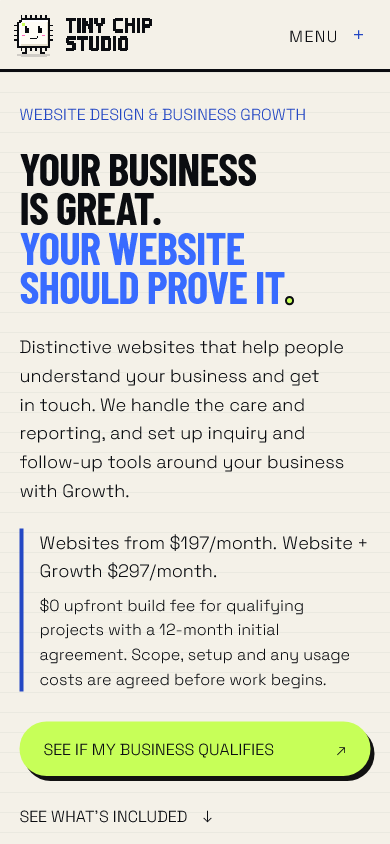 TINY CHIP
STUDIO
MENU +
WEBSITE DESIGN & BUSINESS GROWTH
YOUR BUSINESS
IS GREAT.
YOUR WEBSITE
SHOULD PROVE IT.
Distinctive websites that help people
understand your business and get
in touch. We handle the care and
reporting, and set up inquiry and
follow-up tools around your business
with Growth.
Websites from $197/month. Website +
Growth $297/month.
$0 upfront build fee for qualifying
projects with a 12-month initial
agreement. Scope, setup and any usage
costs are agreed before work begins.
SEE IF MY BUSINESS QUALIFIES ↗
SEE WHAT'S INCLUDED ↓